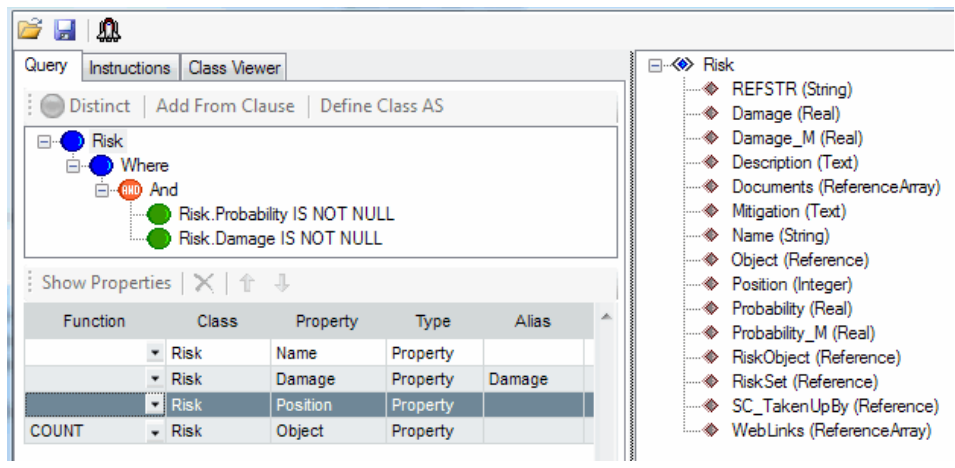 Query Instructions Class Viewer
Distinct Add From Clause Define Class AS
Risk
Where
AND And
Risk.Probability IS NOT NULL
Risk.Damage IS NOT NULL
Show Properties
Function Class Property Type Alias
Risk Name Property
Risk Damage Property Damage
Risk Position Property
COUNT Risk Object Property
Risk
REFSTR (String)
Damage (Real)
Damage_M (Real)
Description (Text)
Documents (ReferenceArray)
Mitigation (Text)
Name (String)
Object (Reference)
Position (Integer)
Probability (Real)
Probability_M (Real)
RiskObject (Reference)
RiskSet (Reference)
SC_TakenUpBy (Reference)
WebLinks (ReferenceArray)